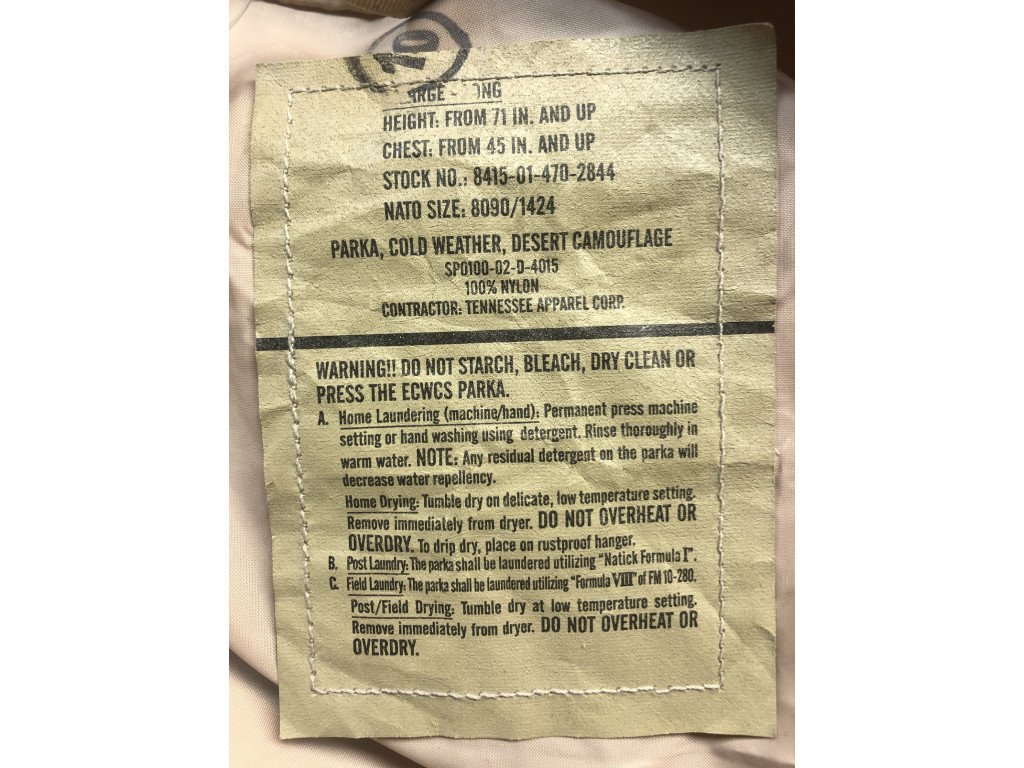 10
ARGE - ONG
HEIGHT: FROM 71 IN. AND UP
CHEST: FROM 45 IN. AND UP
STOCK NO.: 8415-01-470-2844
NATO SIZE: 8090/1424
PARKA, COLD WEATHER, DESERT CAMOUFLAGE
SP0100-02-D-4015
100% NYLON
CONTRACTOR: TENNESSEE APPAREL CORP.
WARNING!! DO NOT STARCH, BLEACH, DRY CLEAN OR
PRESS THE ECWCS PARKA.
A. Home Laundering (machine/hand): Permanent press machine
setting or hand washing using detergent. Rinse thoroughly in
warm water. NOTE: Any residual detergent on the parka will
decrease water repellency.
Home Drying: Tumble dry on delicate, low temperature setting.
Remove immediately from dryer. DO NOT OVERHEAT OR
OVERDRY. To drip dry, place on rustproof hanger.
B. Post Laundry: The parka shall be laundered utilizing "Natick Formula I".
C. Field Laundry: The parka shall be laundered utilizing "Formula VIII" of FM 10-280.
Post/Field Drying: Tumble dry at low temperature setting.
Remove immediately from dryer. DO NOT OVERHEAT OR
OVERDRY.